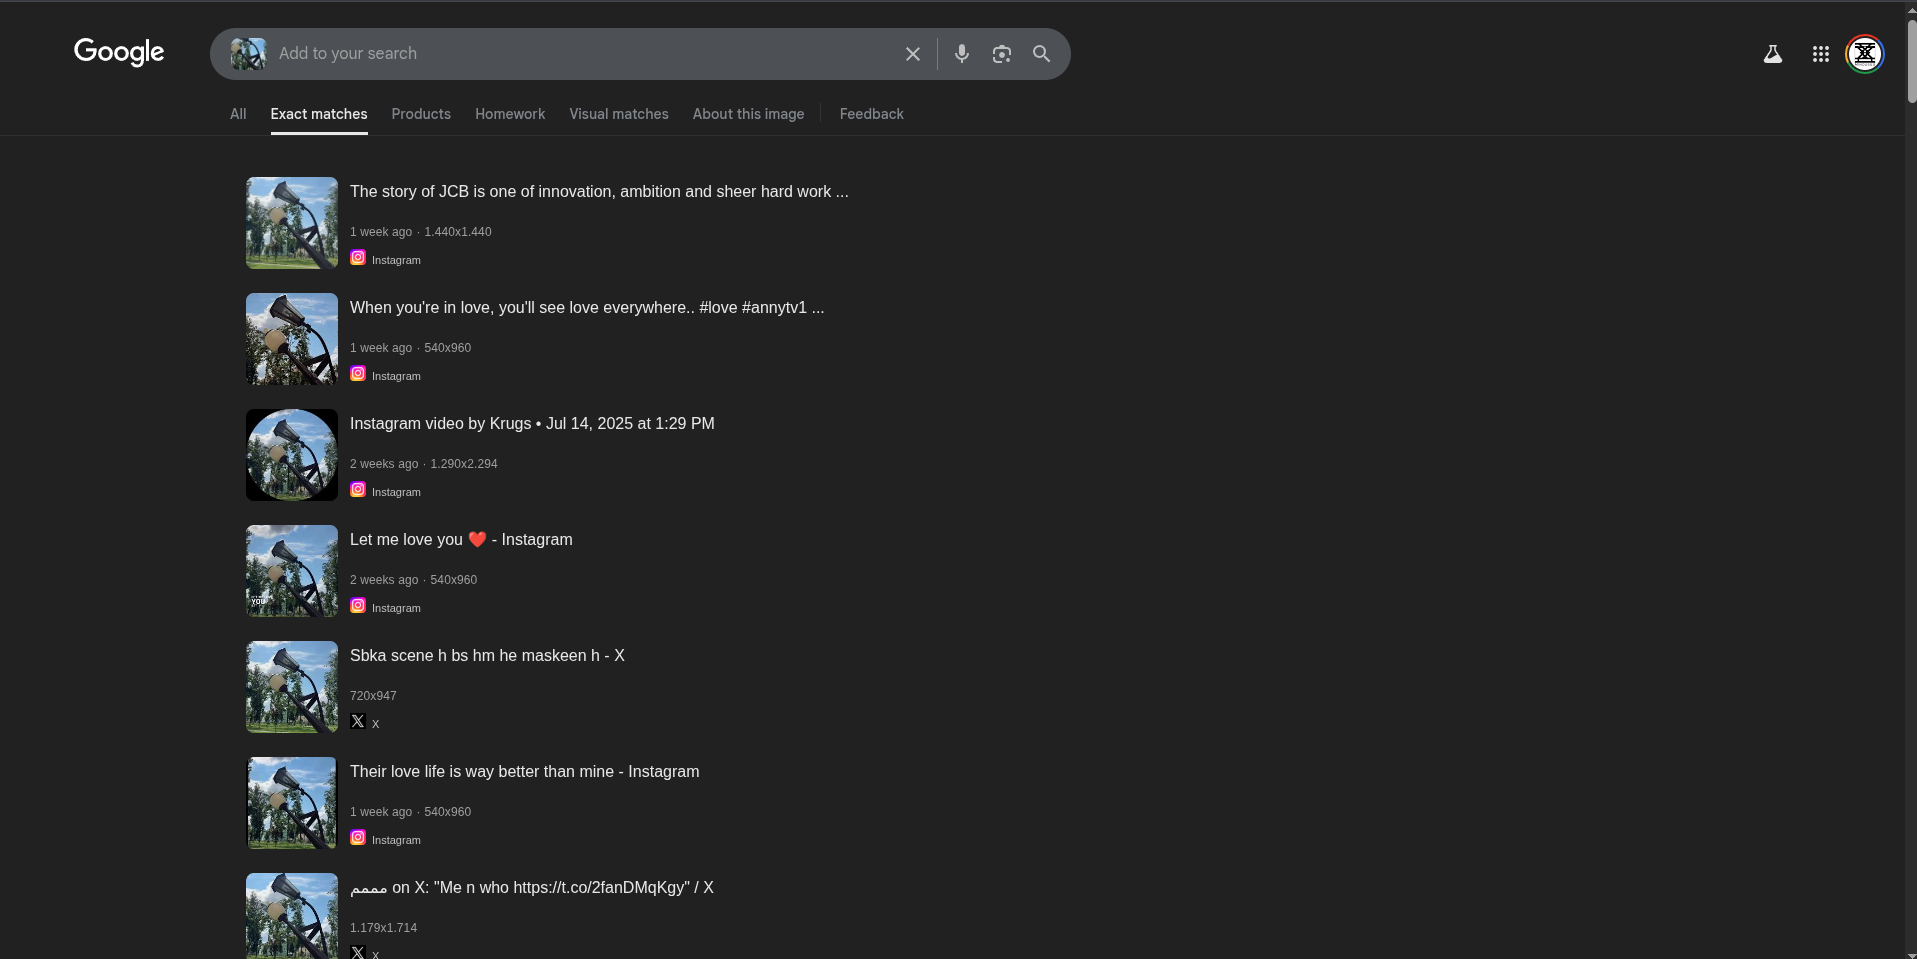 Google
Add to your search
All Exact matches Products Homework Visual matches About this image Feedback
The story of JCB is one of innovation, ambition and sheer hard work ...
1 week ago · 1.440x1.440
Instagram
When you're in love, you'll see love everywhere.. #love #annytv1 ...
1 week ago · 540x960
Instagram
Instagram video by Krugs • Jul 14, 2025 at 1:29 PM
2 weeks ago · 1.290x2.294
Instagram
Let me love you ❤️ - Instagram
2 weeks ago · 540x960
Instagram
YOU
Sbka scene h bs hm he maskeen h - X
720x947
X
Their love life is way better than mine - Instagram
1 week ago · 540x960
Instagram
مممم on X: "Me n who https://t.co/2fanDMqKgy" / X
1.179x1.714
X